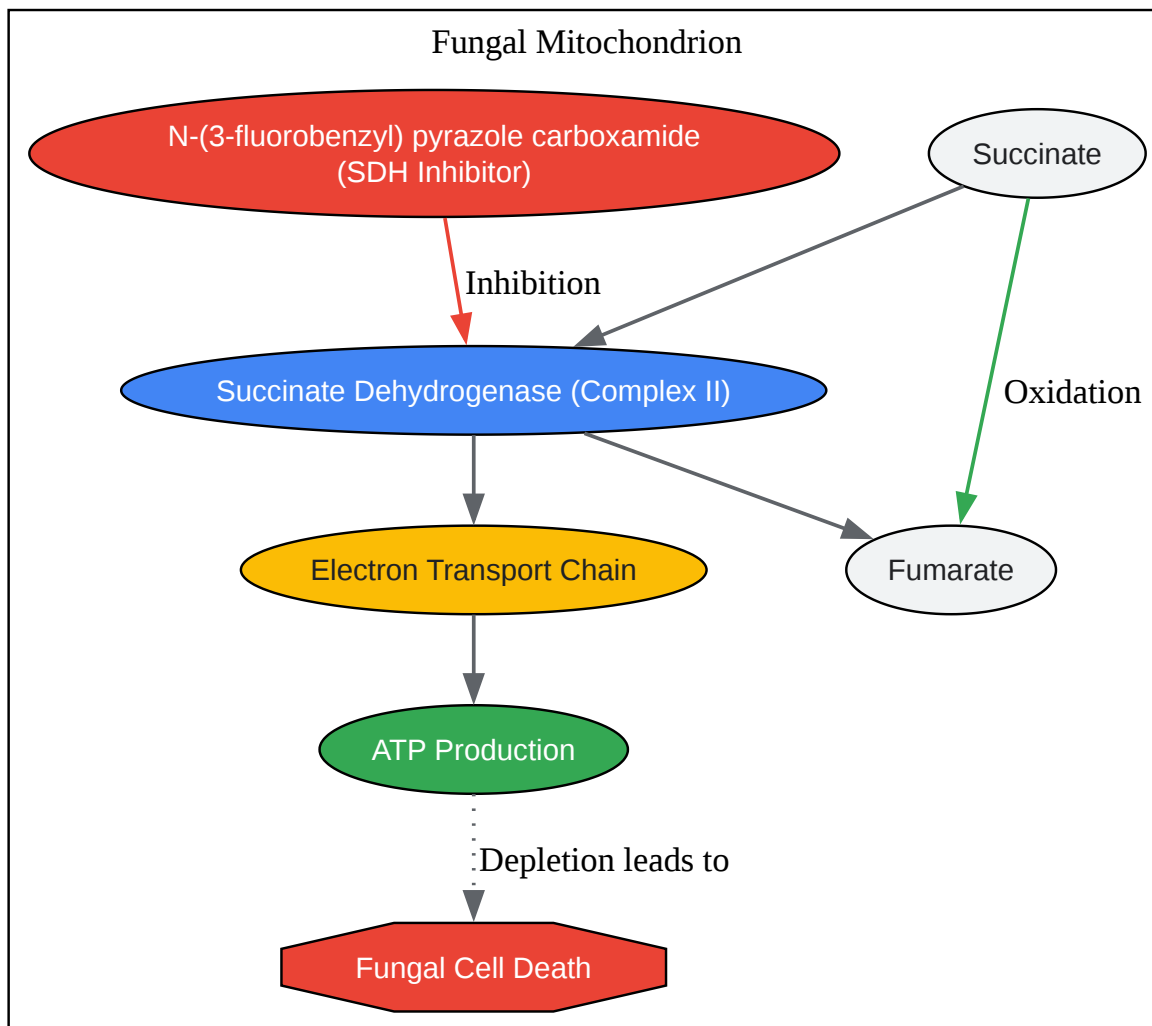 Fungal Mitochondrion
N-(3-fluorobenzyl) pyrazole carboxamide
(SDH Inhibitor)
Succinate
Inhibition
Succinate Dehydrogenase (Complex II)
Oxidation
Electron Transport Chain
Fumarate
ATP Production
Depletion leads to
Fungal Cell Death